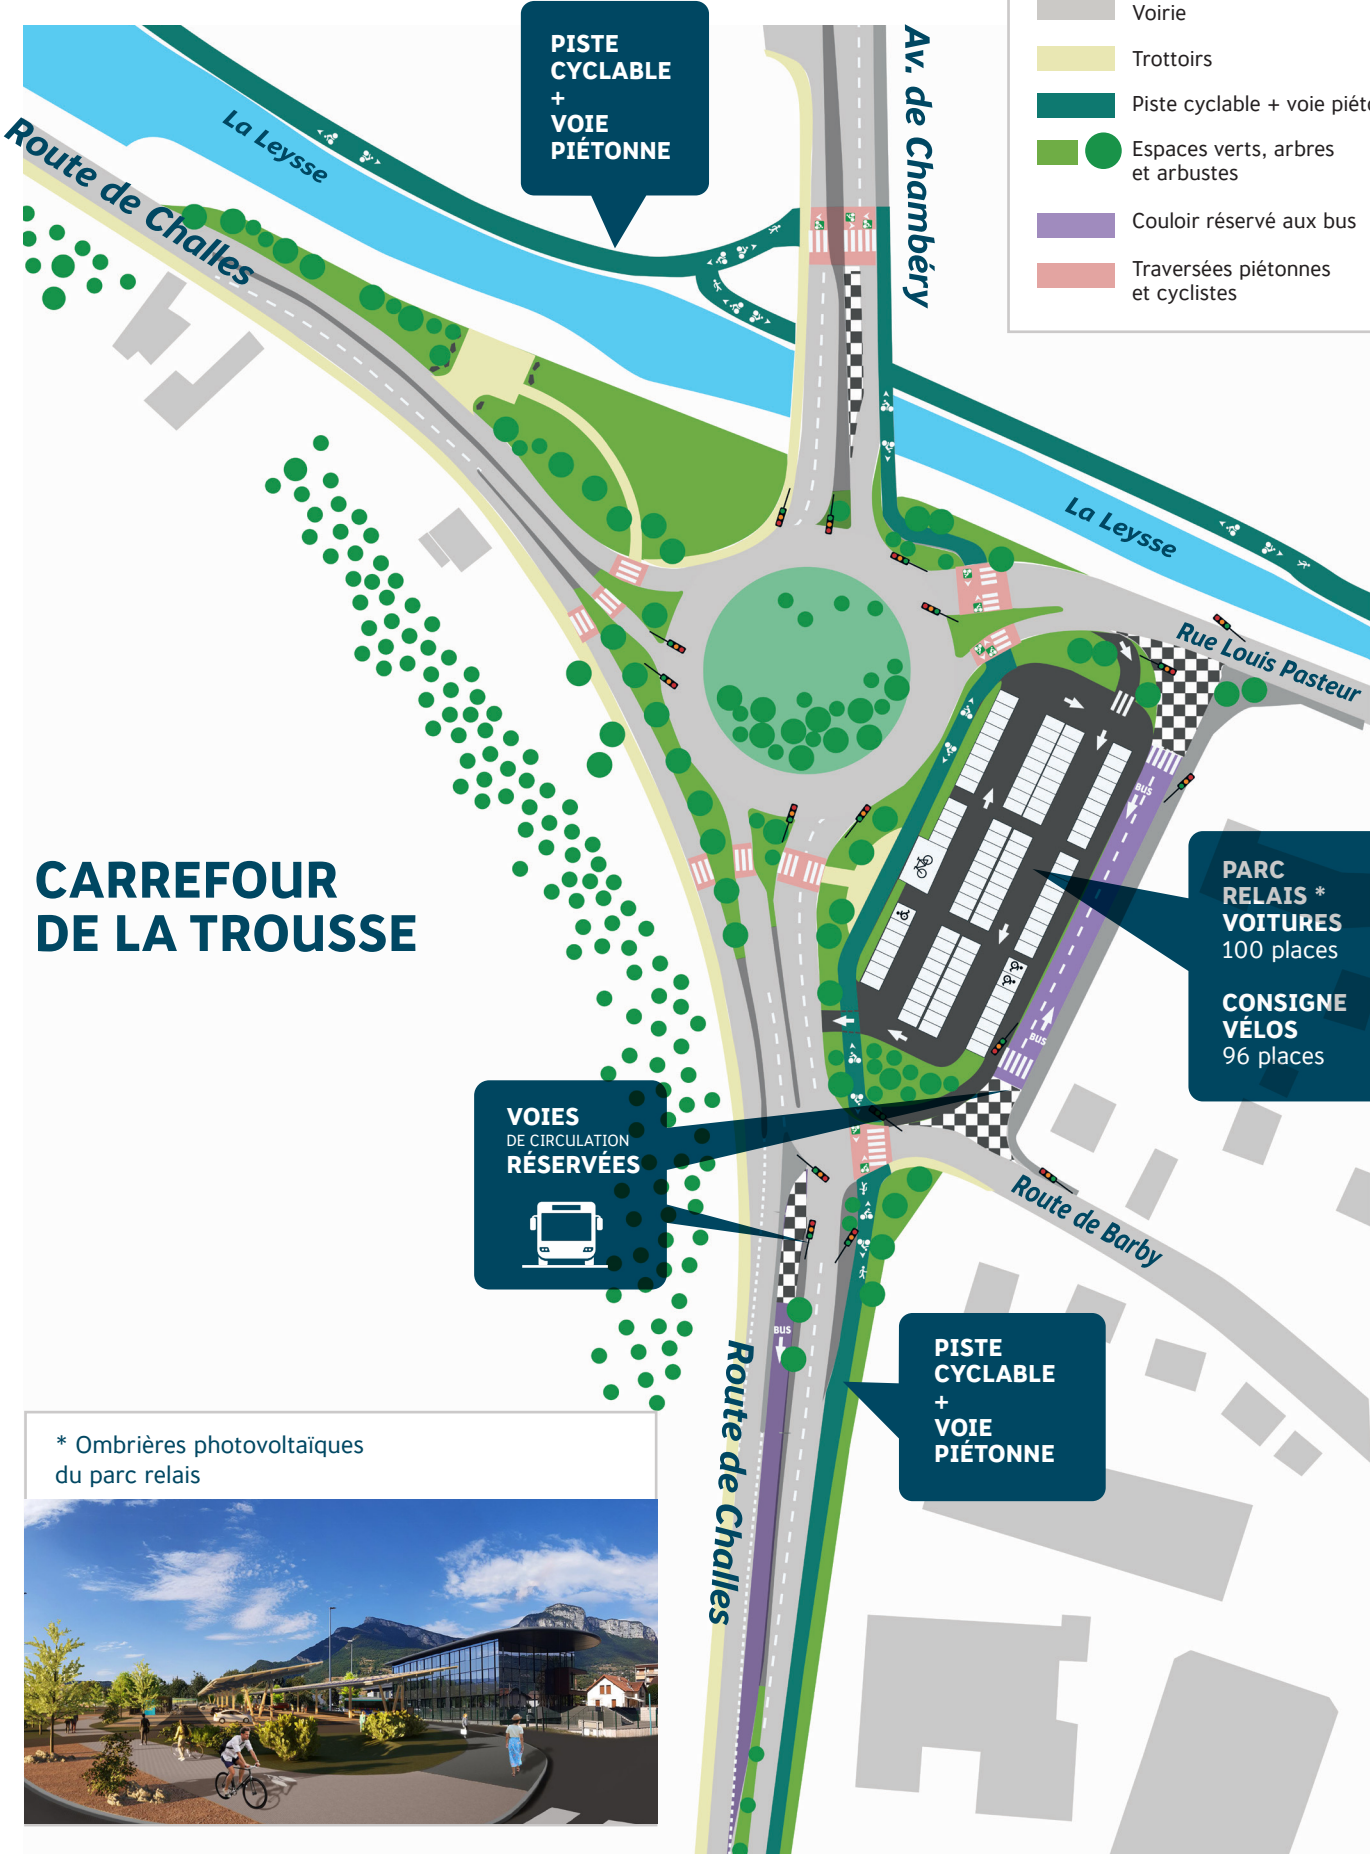 PISTE
CYCLABLE
+
VOIE
PIÉTONNE
Av. de Chambéry
Voirie
Trottoirs
Piste cyclable + voie piét
Espaces verts, arbres
et arbustes
Couloir réservé aux bus
Traversées piétonnes
et cyclistes
Route de Challes
La Leysse
La Leysse
Rue Louis Pasteur
BUS
CARREFOUR
DE LA TROUSSE
PARC
RELAIS *
VOITURES
100 places
CONSIGNE
VÉLOS
96 places
BUS
VOIES
DE CIRCULATION
RÉSERVÉES
Route de Barby
BUS
Route de Challes
PISTE
CYCLABLE
+
VOIE
PIÉTONNE
* Ombrières photovoltaïques
du parc relais